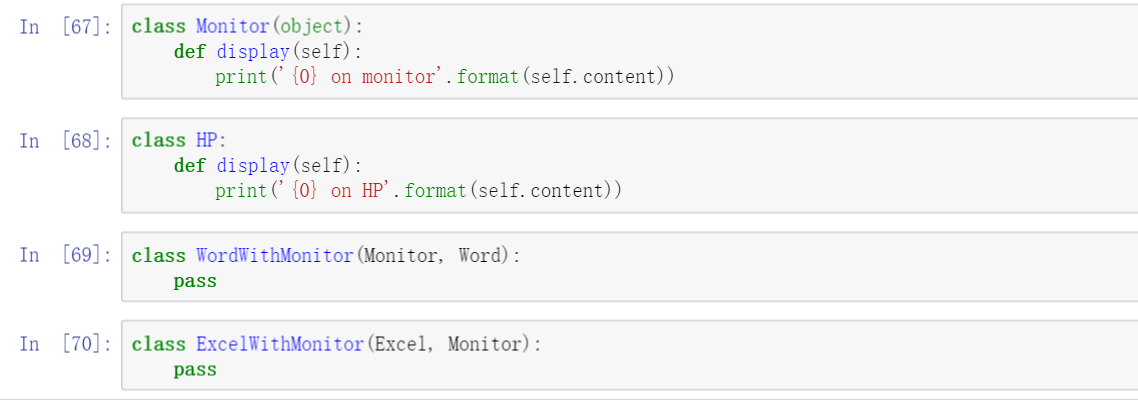 In [67]: class Monitor(object):
    def display(self):
        print('{0} on monitor'.format(self.content))
In [68]: class HP:
    def display(self):
        print('{0} on HP'.format(self.content))
In [69]: class WordWithMonitor(Monitor, Word):
    pass
In [70]: class ExcelWithMonitor(Excel, Monitor):
    pass